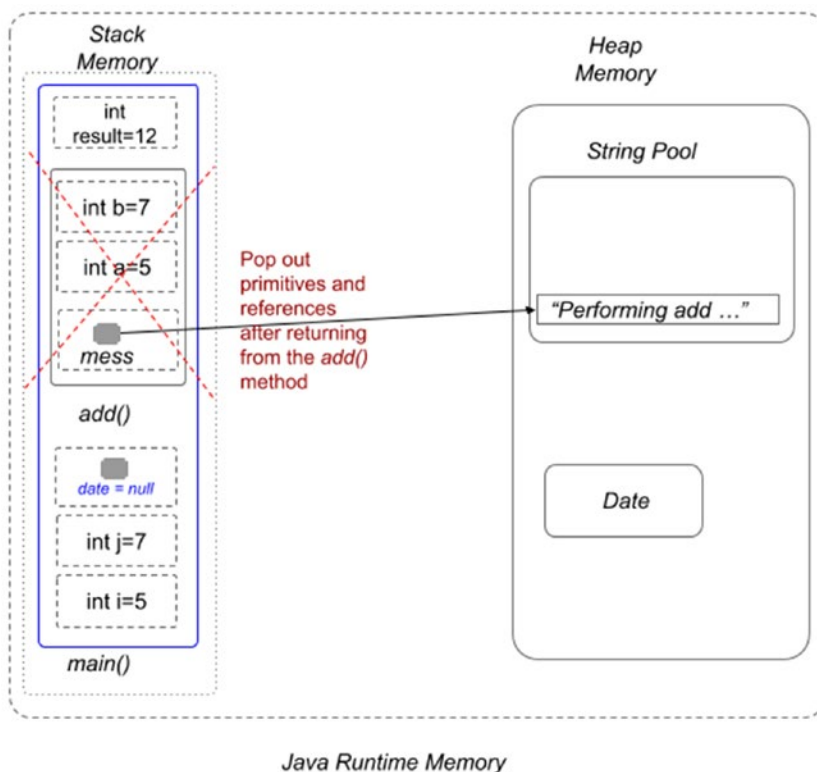 Stack
Memory
int
result=12
int b=7
int a=5
mess
add()
date = null
int j=7
int i=5
main()
Pop out
primitives and
references
after returning
from the add()
method
Heap
Memory
String Pool
“Performing add …”
Date
Java Runtime Memory